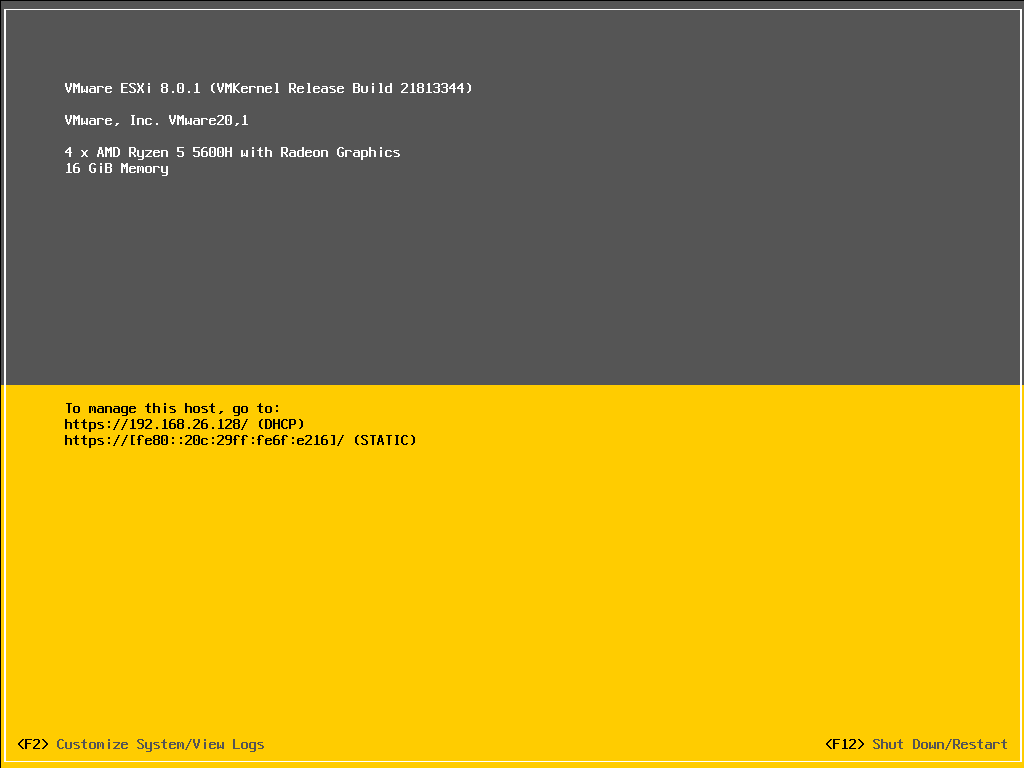 VMware ESXi 8.0.1 (VMKernel Release Build 21813344)
VMware, Inc. VMware20,1
4 x AMD Ryzen 5 5600H with Radeon Graphics
16 GiB Memory
To manage this host, go to:
https://192.168.26.128/ (DHCP)
https://[fe80::20c:29ff:fe6f:e216]/ (STATIC)
<F2> Customize System/View Logs
<F12> Shut Down/Restart